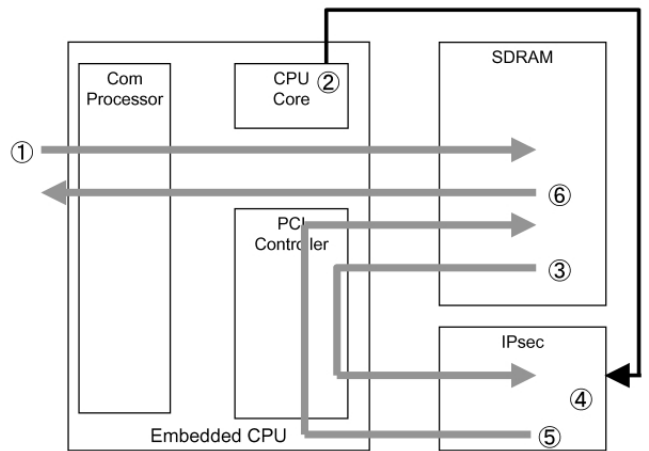 Com
Processor
CPU ②
Core
SDRAM
①
⑥
PCI
Controller
③
IPsec
④
⑤
Embedded CPU